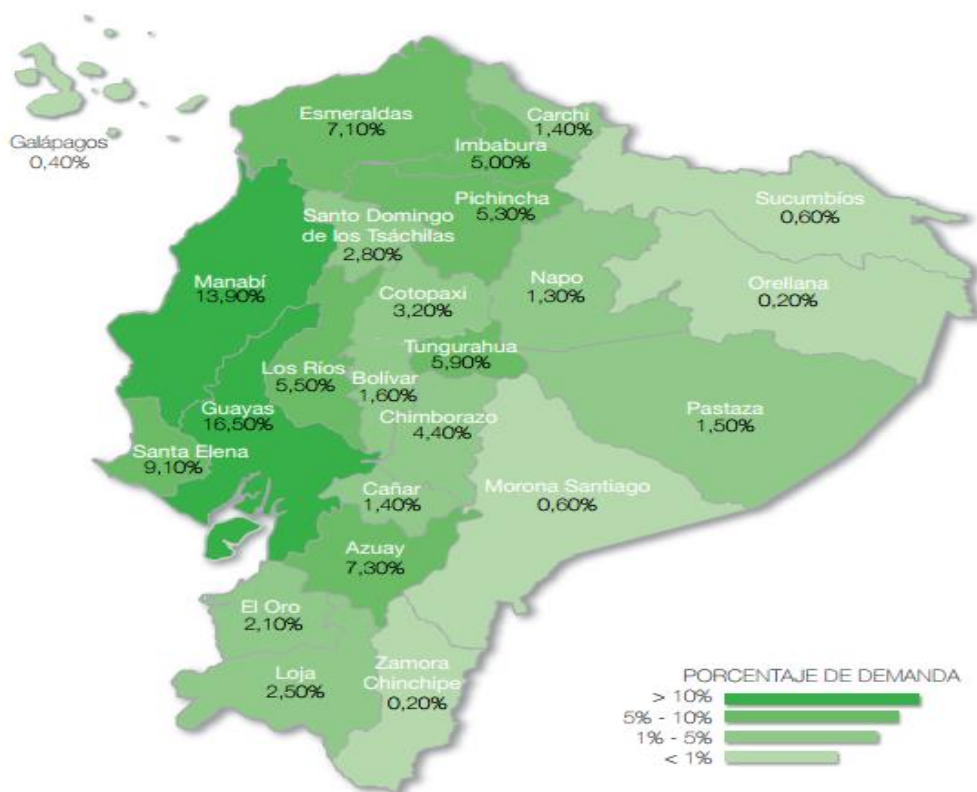 Esmeraldas
7,10%
Carchi
1,40%
Galápagos
0,40%
Imbabura
5,00%
Pichincha
5,30%
Sucumbíos
0,60%
Santo Domingo
de los Tsáchilas
2,80%
Manabí
13,90%
Cotopaxi
3,20%
Napo
1,30%
Orellana
0,20%
Tungurahua
5,90%
Los Ríos
5,50%
Bolívar
1,60%
Guayas
16,50%
Chimborazo
4,40%
Pastaza
1,50%
Santa Elena
9,10%
Cañar
1,40%
Morona Santiago
0,60%
Azuay
7,30%
El Oro
2,10%
Loja
2,50%
Zamora
Chinchipe
0,20%
PORCENTAJE DE DEMANDA
> 10%
5% - 10%
1% - 5%
< 1%